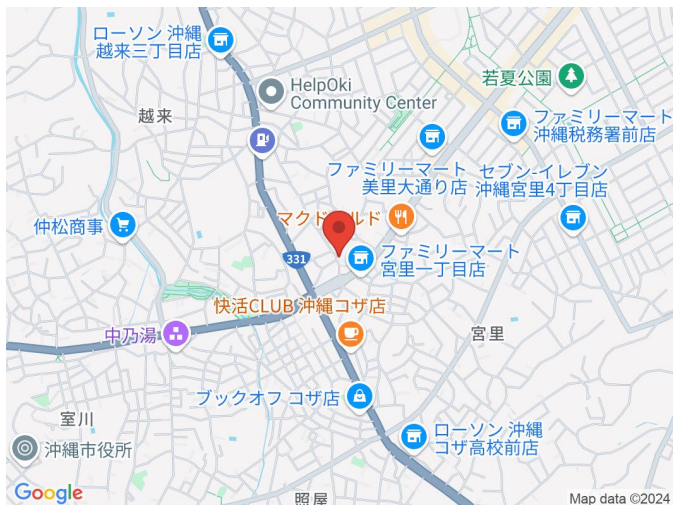 ローソン 沖縄
越来三丁目店
HelpOki
Community Center
若夏公園
越来
ファミリーマート
沖縄税務署前店
ファミリーマート
美里大通り店
セブン-イレブン
沖縄宮里4丁目店
仲松商事
マクド ルド
331
ファミリーマート
宮里一丁目店
快活CLUB 沖縄コザ店
中乃湯
宮里
ブックオフ コザ店
室川
沖縄市役所
ローソン 沖縄
コザ高校前店
照屋
Google
Map data ©2024